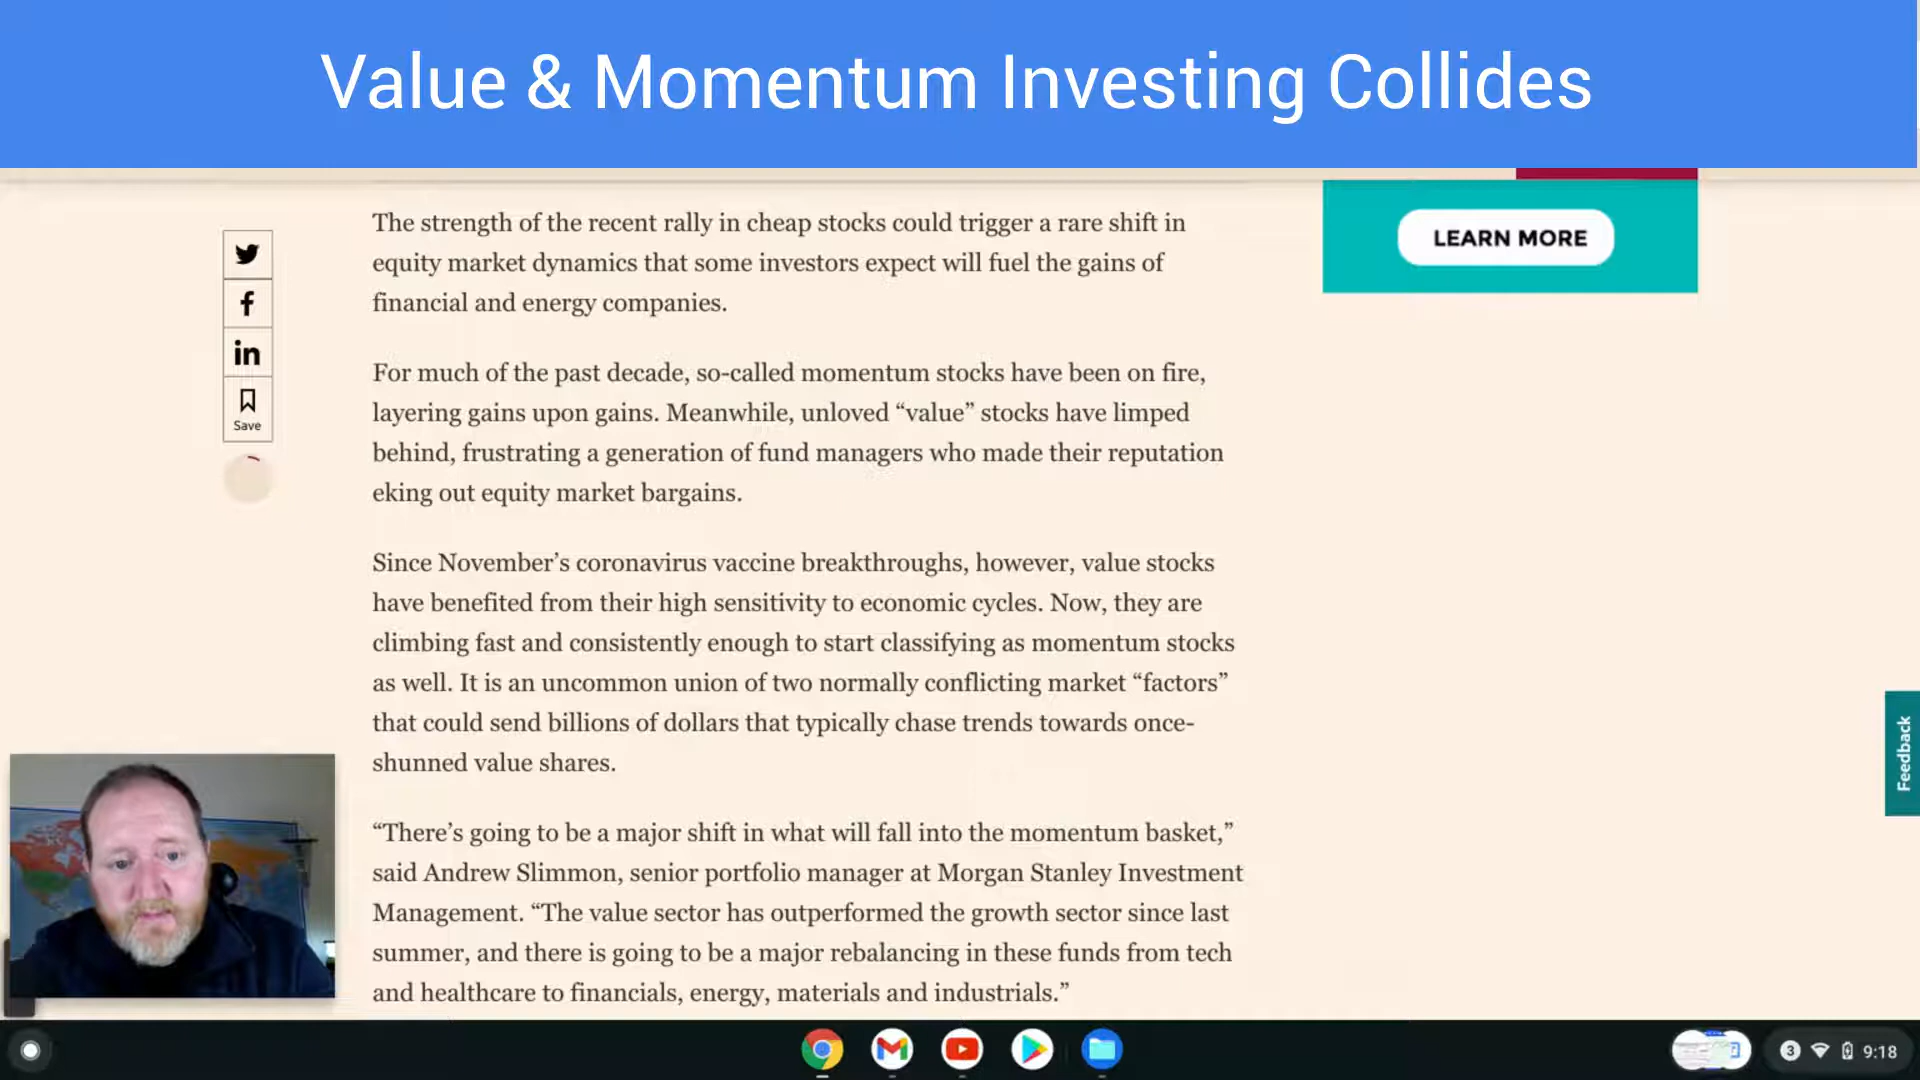 Value & Momentum Investing Collides
LEARN MORE
The strength of the recent rally in cheap stocks could trigger a rare shift in
equity market dynamics that some investors expect will fuel the gains of
financial and energy companies.
For much of the past decade, so-called momentum stocks have been on fire,
layering gains upon gains. Meanwhile, unloved “value” stocks have limped
behind, frustrating a generation of fund managers who made their reputation
eking out equity market bargains.
Since November’s coronavirus vaccine breakthroughs, however, value stocks
have benefited from their high sensitivity to economic cycles. Now, they are
climbing fast and consistently enough to start classifying as momentum stocks
as well. It is an uncommon union of two normally conflicting market “factors”
that could send billions of dollars that typically chase trends towards once-
shunned value shares.
“There’s going to be a major shift in what will fall into the momentum basket,”
said Andrew Slimmon, senior portfolio manager at Morgan Stanley Investment
Management. “The value sector has outperformed the growth sector since last
summer, and there is going to be a major rebalancing in these funds from tech
and healthcare to financials, energy, materials and industrials.”
in
Save
Feedback
3
9:18